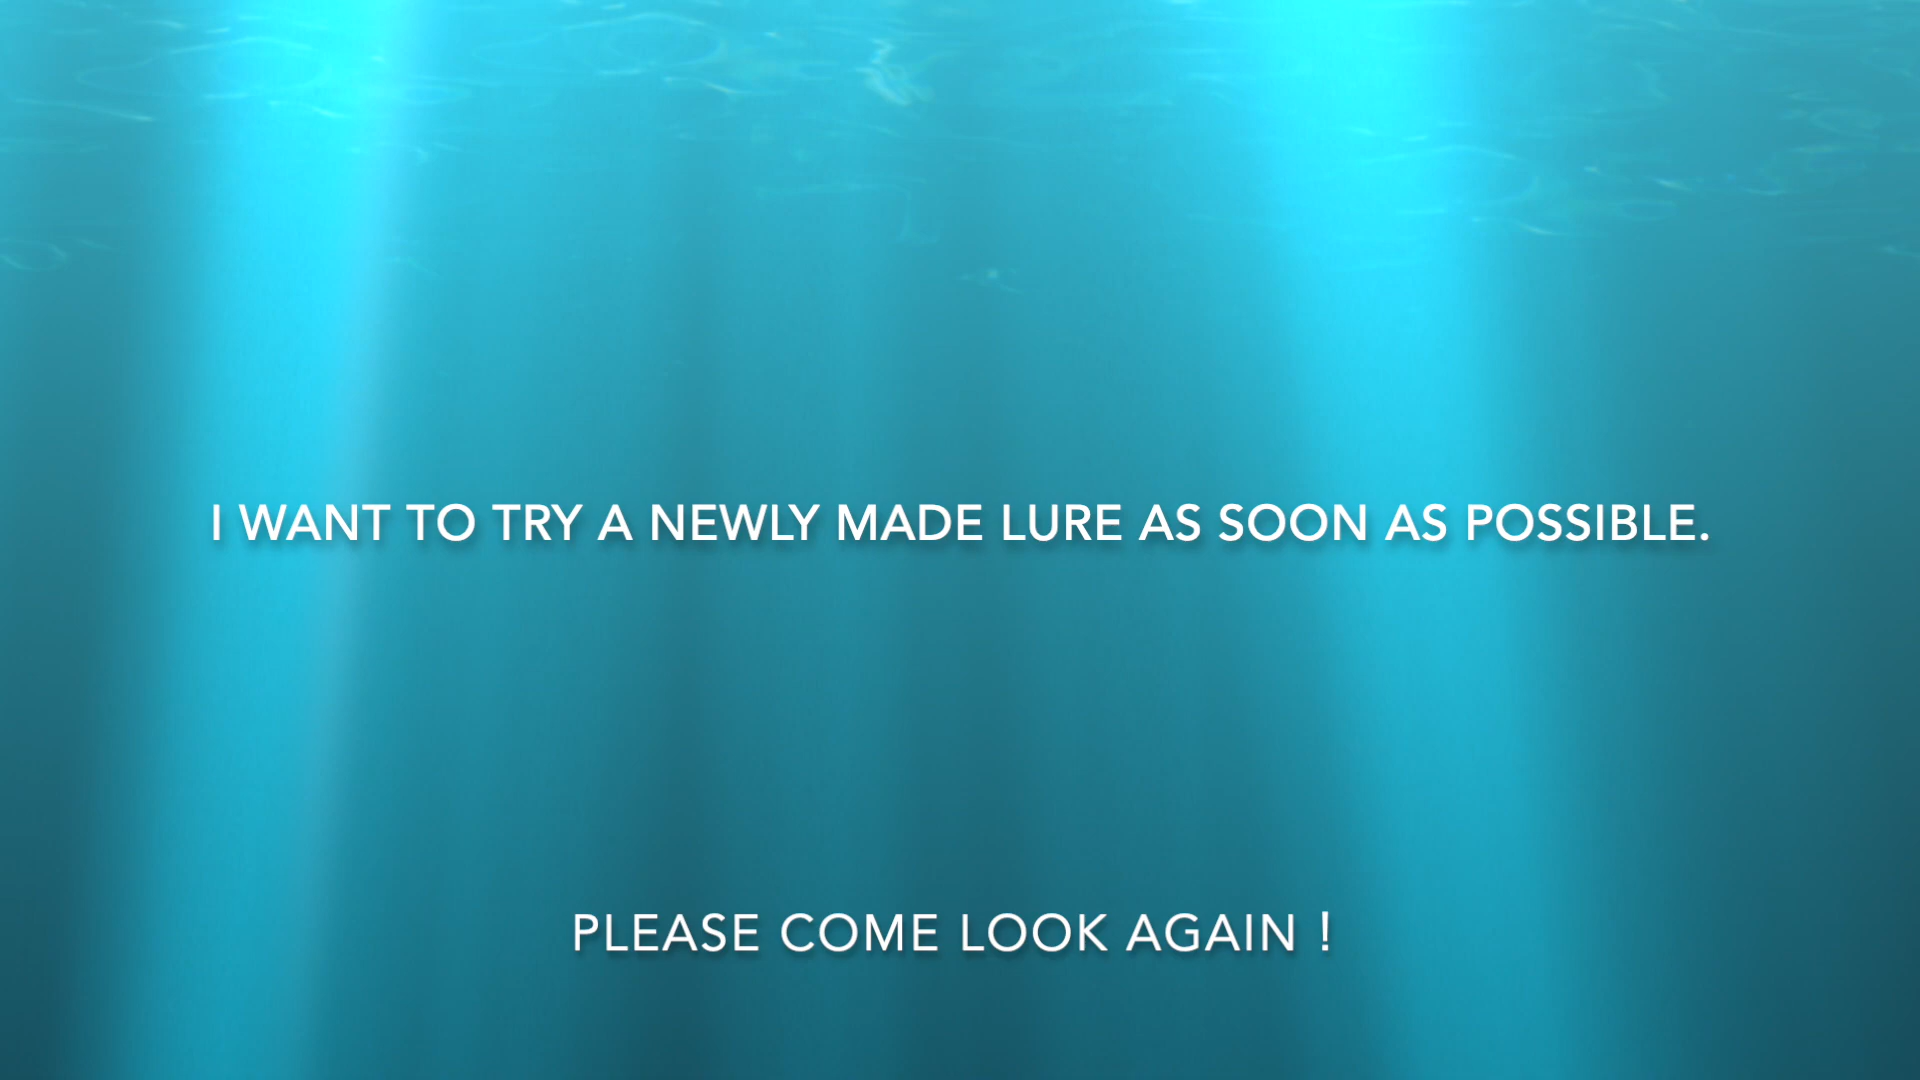 I WANT TO TRY A NEWLY MADE LURE AS SOON AS POSSIBLE.
PLEASE COME LOOK AGAIN !